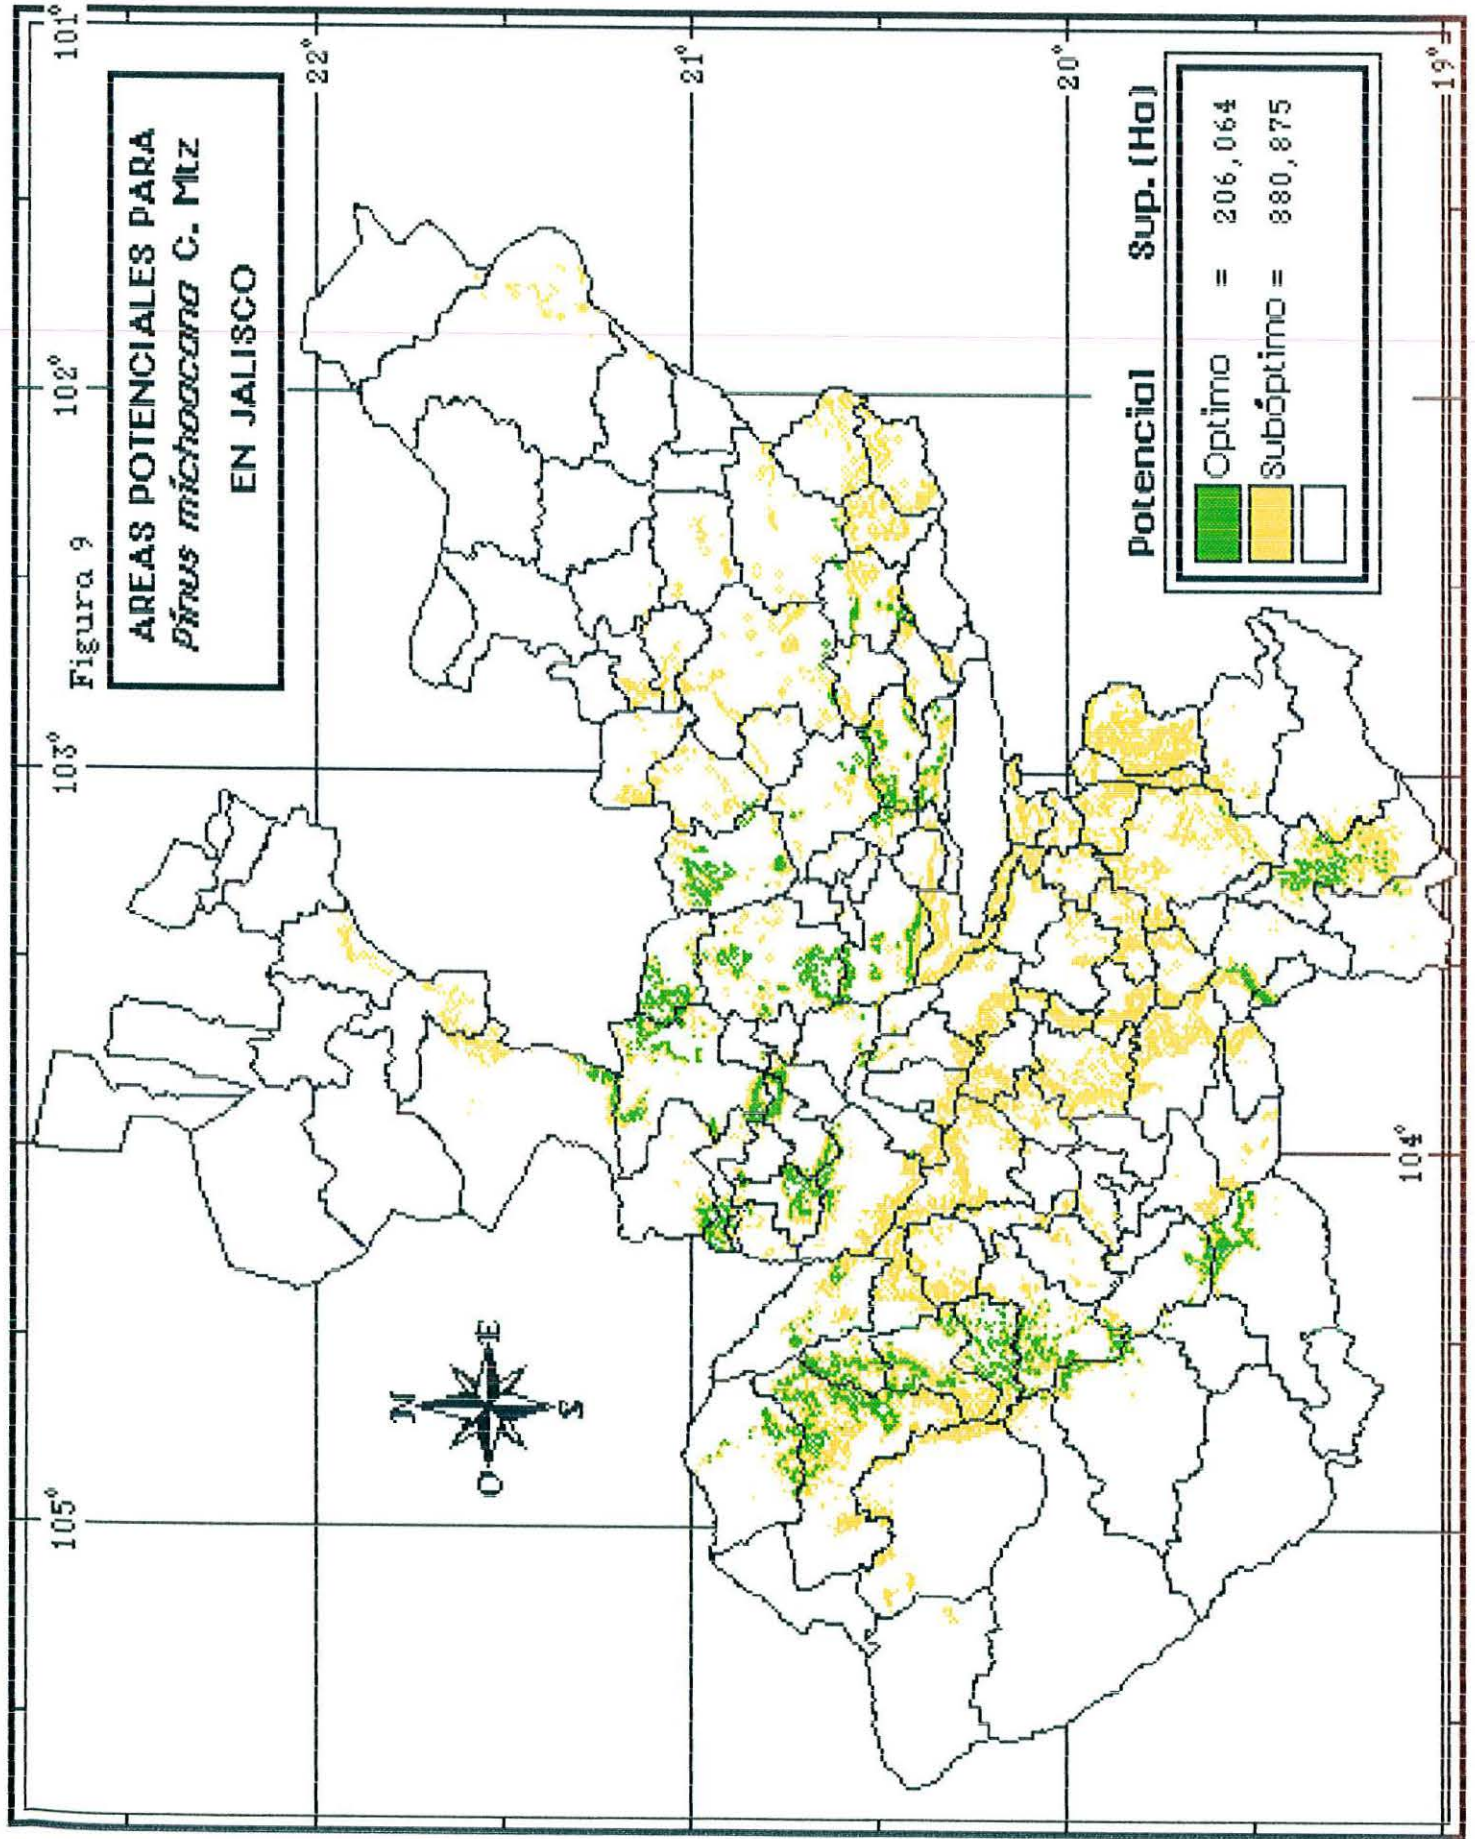 Figura 9
AREAS POTENCIALES PARA
Pinus michoacana C. Mtz
EN JALISCO
105°
104°
103°
102°
101°
22°
21°
20°
19°
N
O
E
S
Potencial Sup. (Ha)
Optimo = 206,064
Subóptimo = 880,875